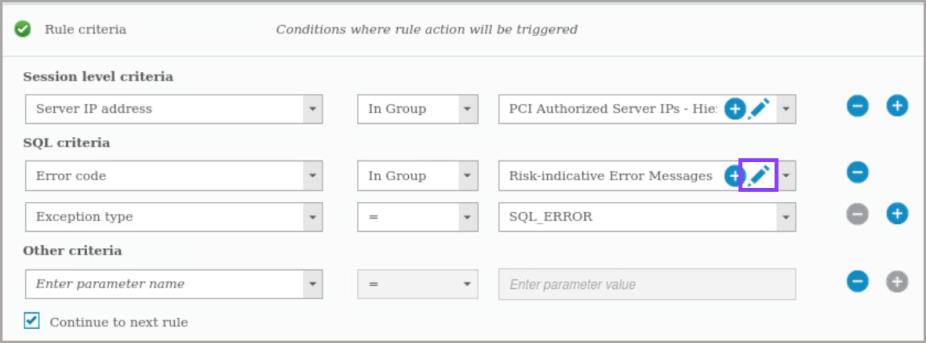 Rule criteria Conditions where rule action will be triggered
Session level criteria
Server IP address In Group PCI Authorized Server IPs - Hie
SQL criteria
Error code In Group Risk-indicative Error Messages
Exception type = SQL_ERROR
Other criteria
Enter parameter name = Enter parameter value
Continue to next rule